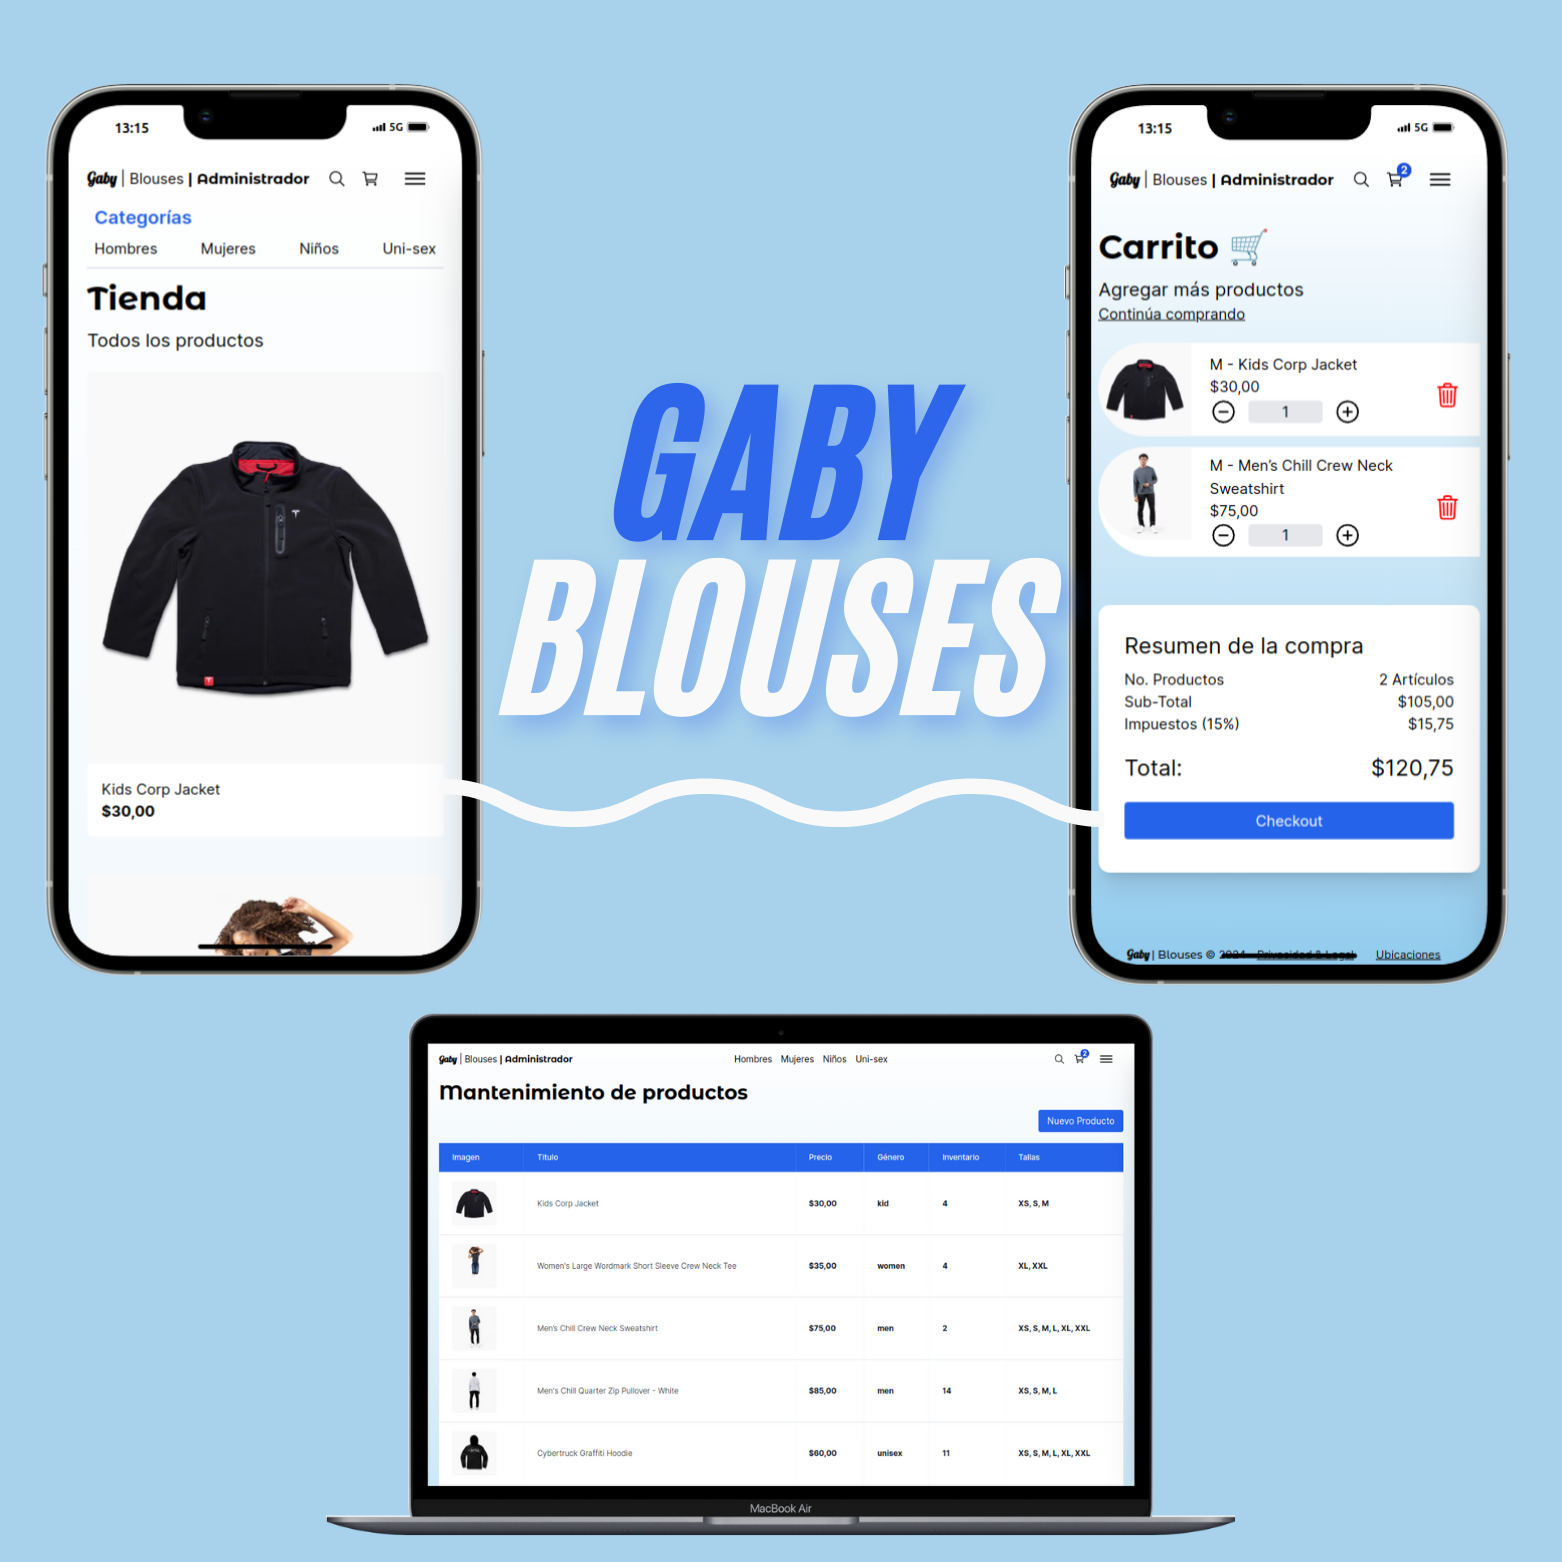 13:15
5G
Gaby | Blouses | Administrador
Categorías
Hombres Mujeres Niños Uni-sex
Tienda
Todos los productos
Kids Corp Jacket
$30,00
GABY
BLOUSES
13:15
5G
Gaby | Blouses | Administrador
2
Carrito
Agregar más productos
Continúa comprando
M - Kids Corp Jacket
$30,00
1
M - Men's Chill Crew Neck
Sweatshirt
$75,00
1
Resumen de la compra
No. Productos 2 Artículos
Sub-Total $105,00
Impuestos (15%) $15,75
Total: $120,75
Checkout
Gaby | Blouses © 2024 Privacidad & Legal Ubicaciones
Gaby | Blouses | Administrador Hombres Mujeres Niños Uni-sex 2
Mantenimiento de productos
Nuevo Producto
Imagen Título Precio Género Inventario Tallas
Kids Corp Jacket $30,00 kid 4 XS, S, M
Women's Large Wordmark Short Sleeve Crew Neck Tee $35,00 women 4 XL, XXL
Men's Chill Crew Neck Sweatshirt $75,00 men 2 XS, S, M, L, XL, XXL
Men's Chill Quarter Zip Pullover - White $85,00 men 14 XS, S, M, L
Cybertruck Graffiti Hoodie $60,00 unisex 11 XS, S, M, L, XL, XXL
MacBook Air